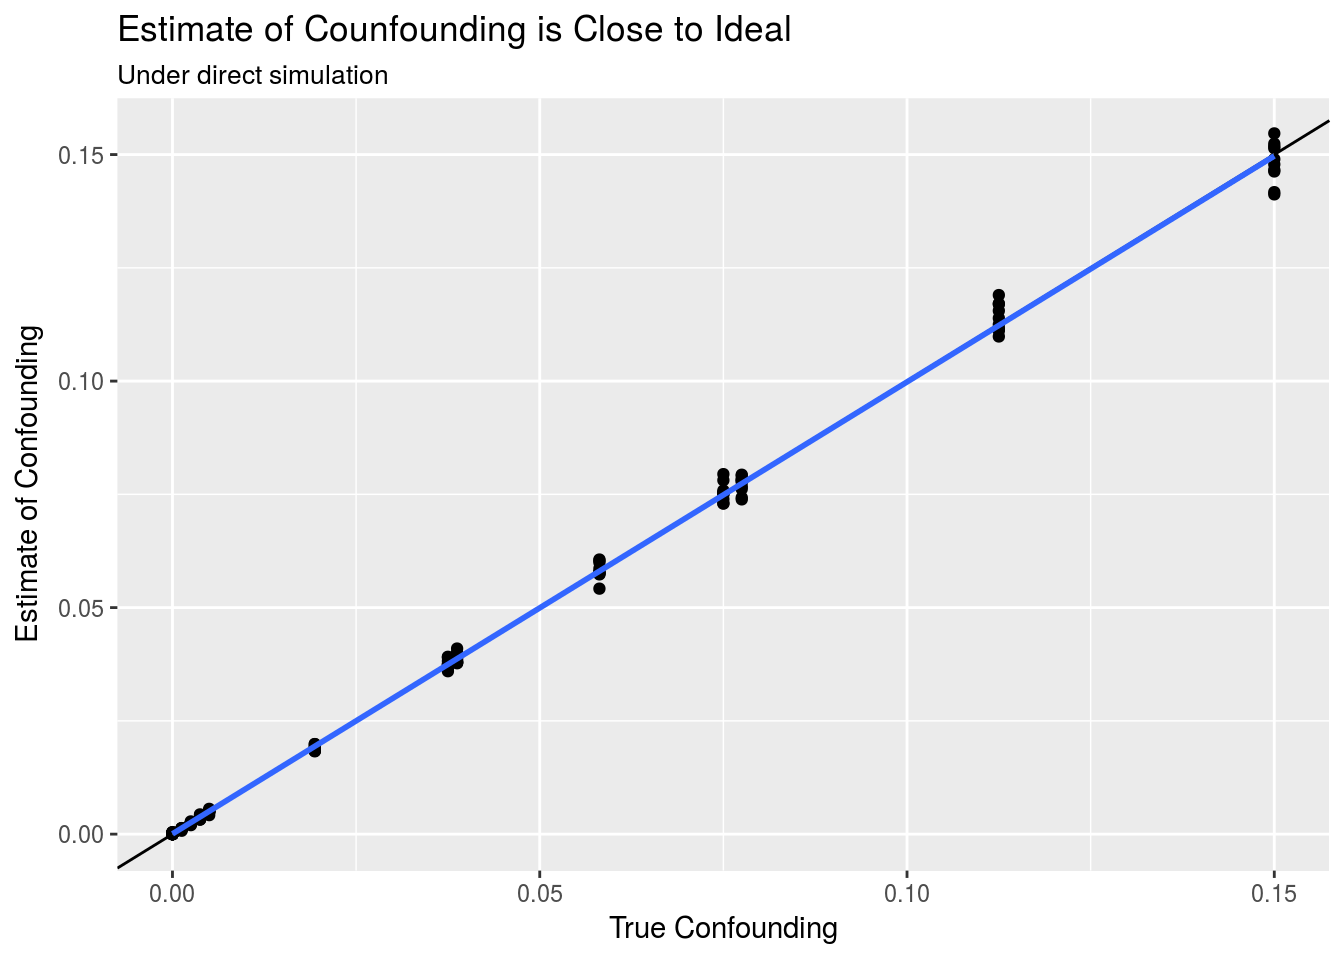 Estimate of Counfounding is Close to Ideal
Under direct simulation
Estimate of Confounding
0.15
0.10
0.05
0.00
0.00 0.05 0.10 0.15
True Confounding